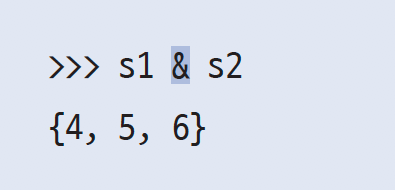 >>> s1 & s2
{4, 5, 6}